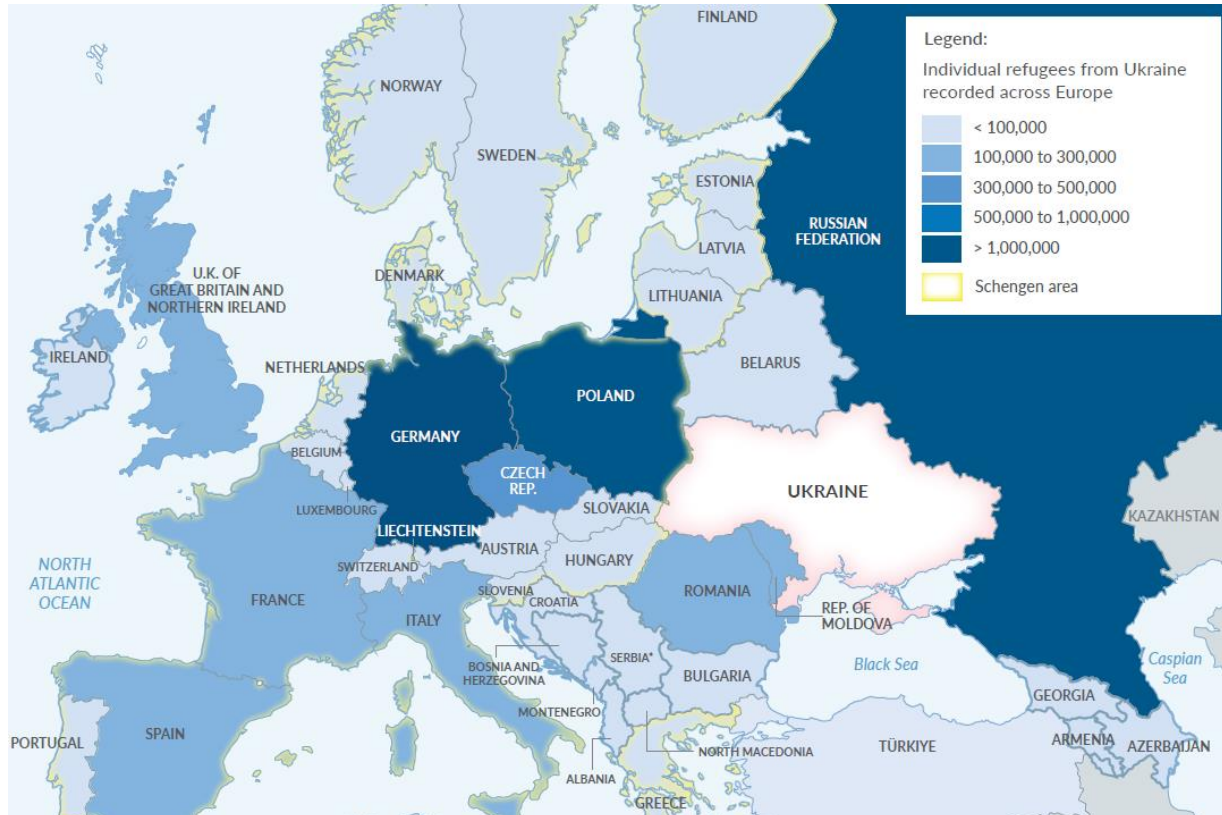 FINLAND
Legend:
Individual refugees from Ukraine
recorded across Europe
< 100,000
100,000 to 300,000
300,000 to 500,000
500,000 to 1,000,000
> 1,000,000
Schengen area
NORWAY
SWEDEN
ESTONIA
RUSSIAN
FEDERATION
LATVIA
U.K. OF
GREAT BRITAIN AND
NORTHERN IRELAND
DENMARK
LITHUANIA
IRELAND
NETHERLANDS
BELARUS
POLAND
GERMANY
BELGIUM
CZECH
REP.
UKRAINE
LUXEMBOURG
SLOVAKIA
KAZAKHSTAN
LIECHTENSTEIN
AUSTRIA
HUNGARY
SWITZERLAND
NORTH
ATLANTIC
OCEAN
FRANCE
SLOVENIA
CROATIA
ROMANIA
ITALY
REP. OF
MOLDOVA
BOSNIA AND
HERZEGOVINA
SERBIA*
BULGARIA
Black Sea
Caspian
Sea
GEORGIA
MONTENEGRO
PORTUGAL
SPAIN
NORTH MACEDONIA
TÜRKIYE
ARMENIA
AZERBAIJAN
ALBANIA
GREECE